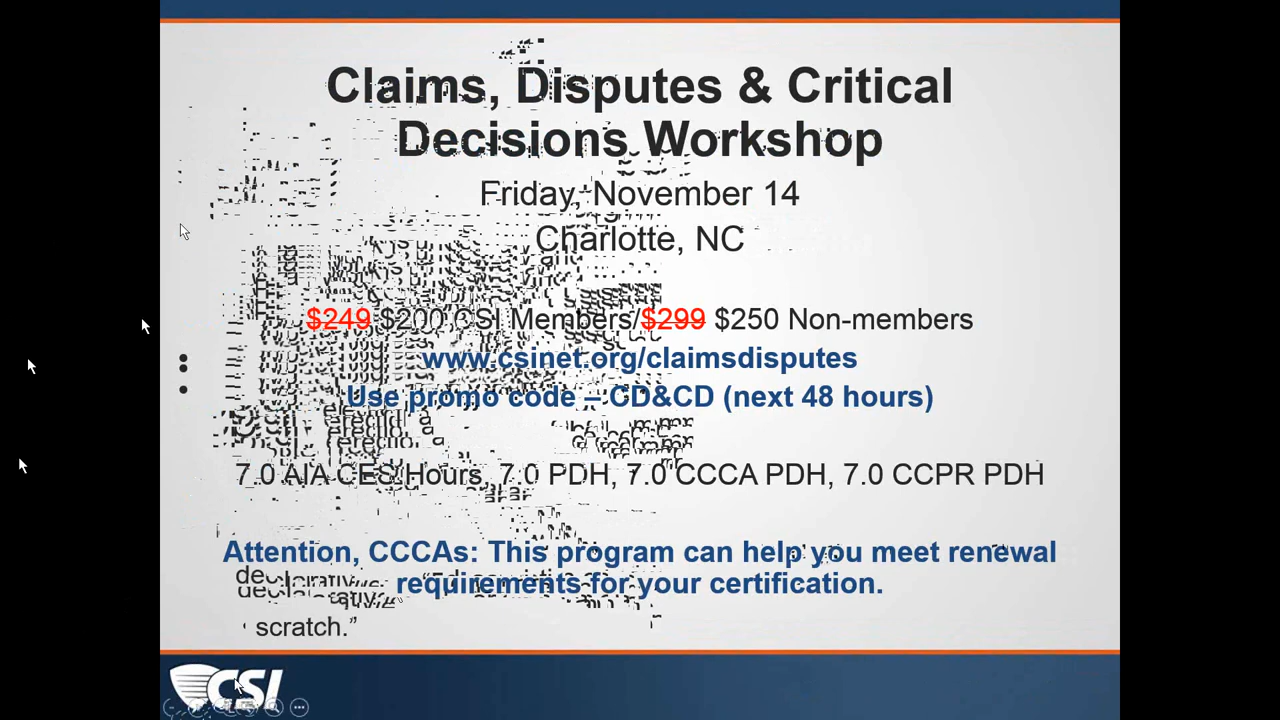 Claims, Disputes & Critical
Decisions Workshop
Friday, November 14
Charlotte, NC
$249 $200 CSI Members/$299 $250 Non-members
www.csinet.org/claimsdisputes
Use promo code – CD&CD (next 48 hours)
7.0 AIA CES Hours, 7.0 PDH, 7.0 CCCA PDH, 7.0 CCPR PDH
Attention, CCCAs: This program can help you meet renewal
requirements for your certification.
scratch.”
CSI